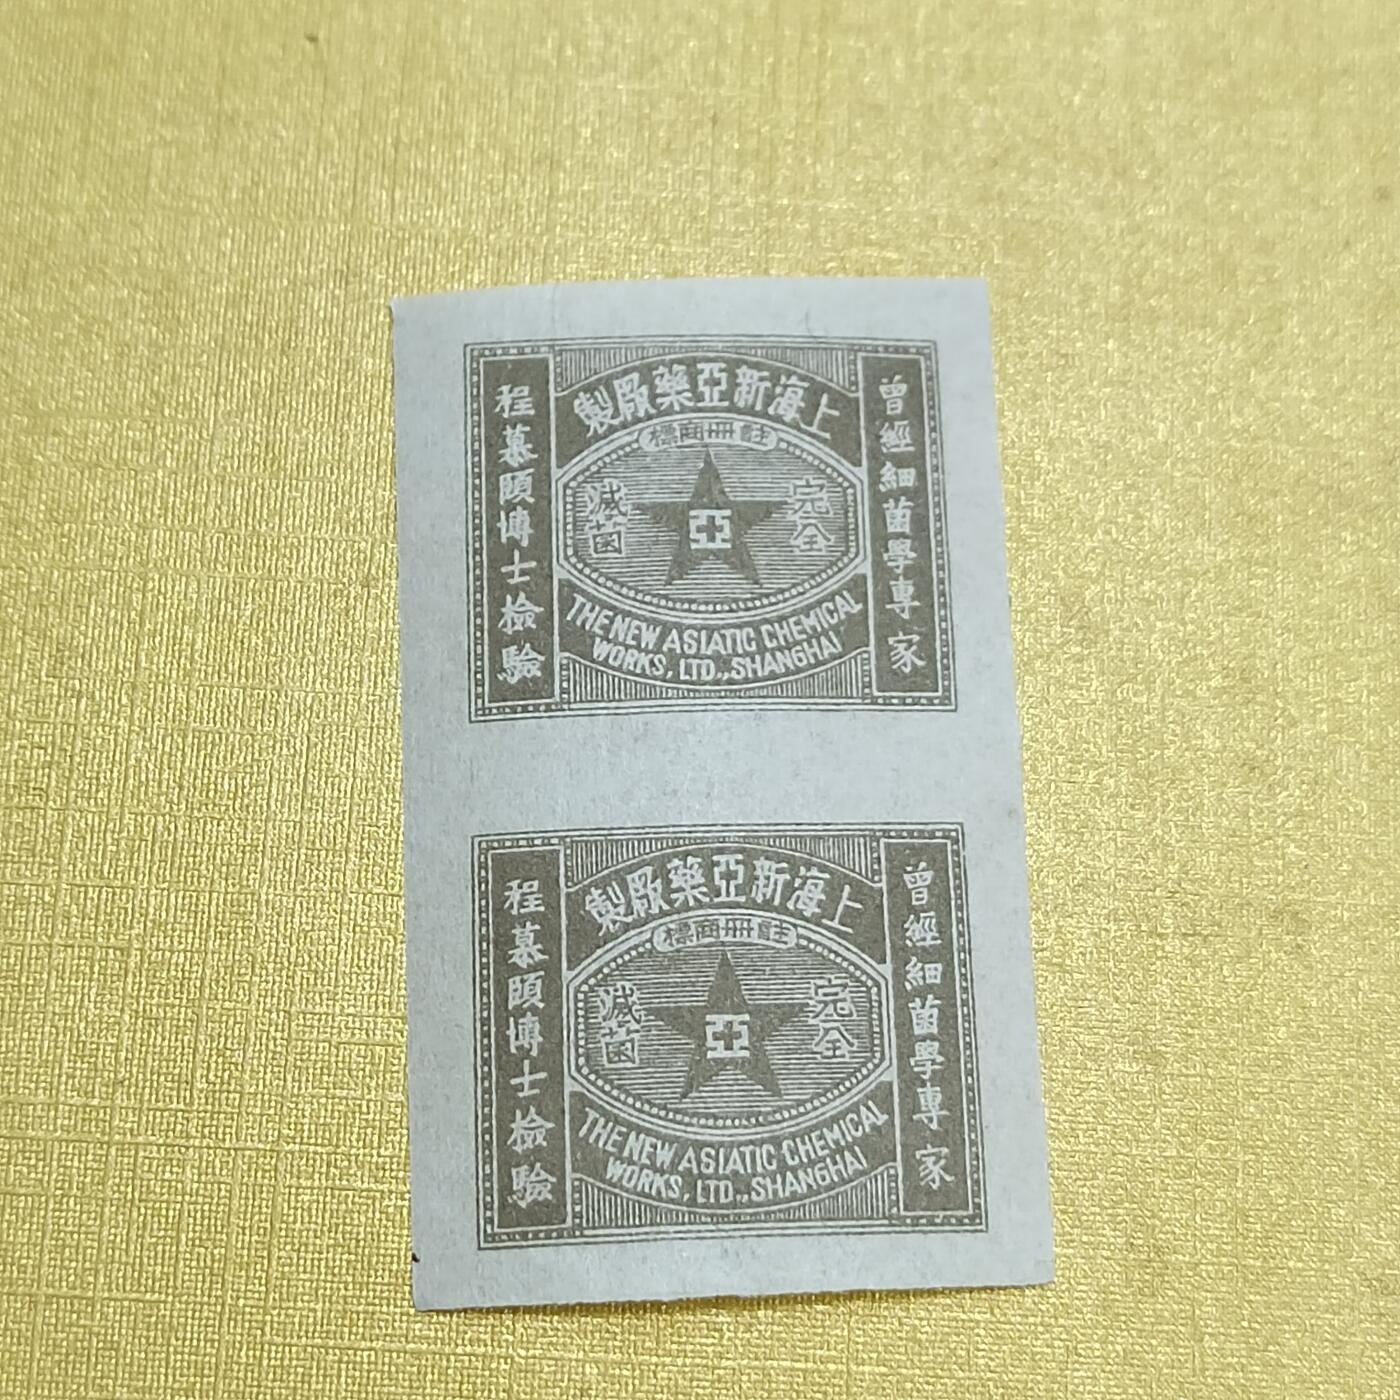 曾經細菌學專家
上海新亞藥廠製
註冊商標
完全
亞
滅菌
THE NEW ASIATIC CHEMICAL
WORKS, LTD., SHANGHAI
程慕頤博士檢驗
曾經細菌學專家
上海新亞藥廠製
註冊商標
完全
亞
滅菌
THE NEW ASIATIC CHEMICAL
WORKS, LTD., SHANGHAI
程慕頤博士檢驗